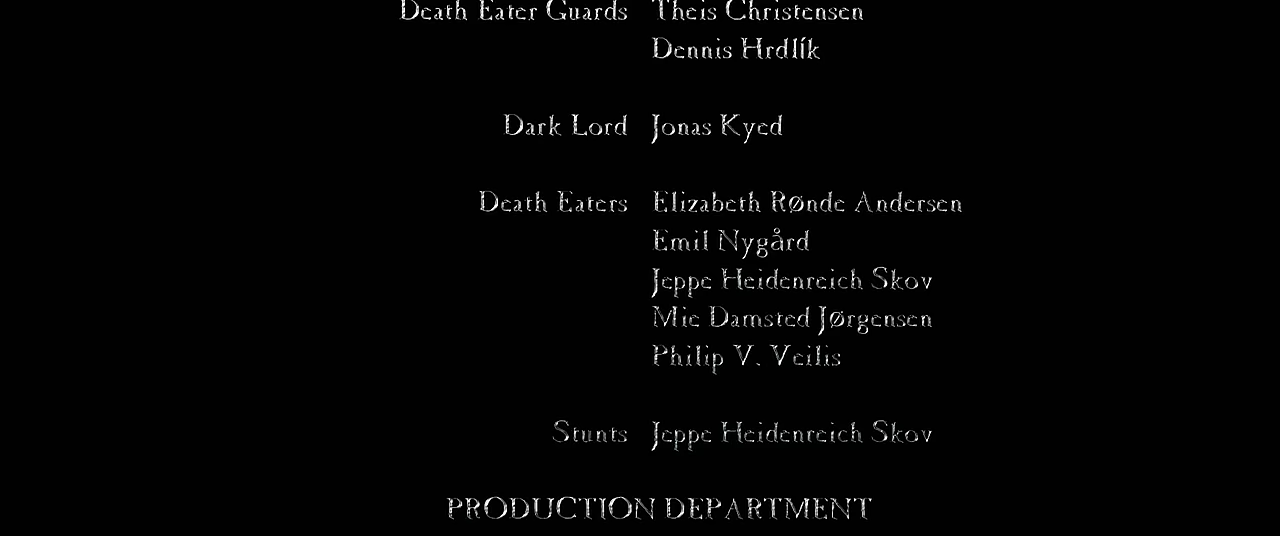 Death Eater Guards Theis Christensen
Dennis Hrdlík
Dark Lord Jonas Kyed
Death Eaters Elizabeth Rønde Andersen
Emil Nygård
Jeppe Heidenreich Skov
Mie Damsted Jørgensen
Philip V. Veilis
Stunts Jeppe Heidenreich Skov
PRODUCTION DEPARTMENT